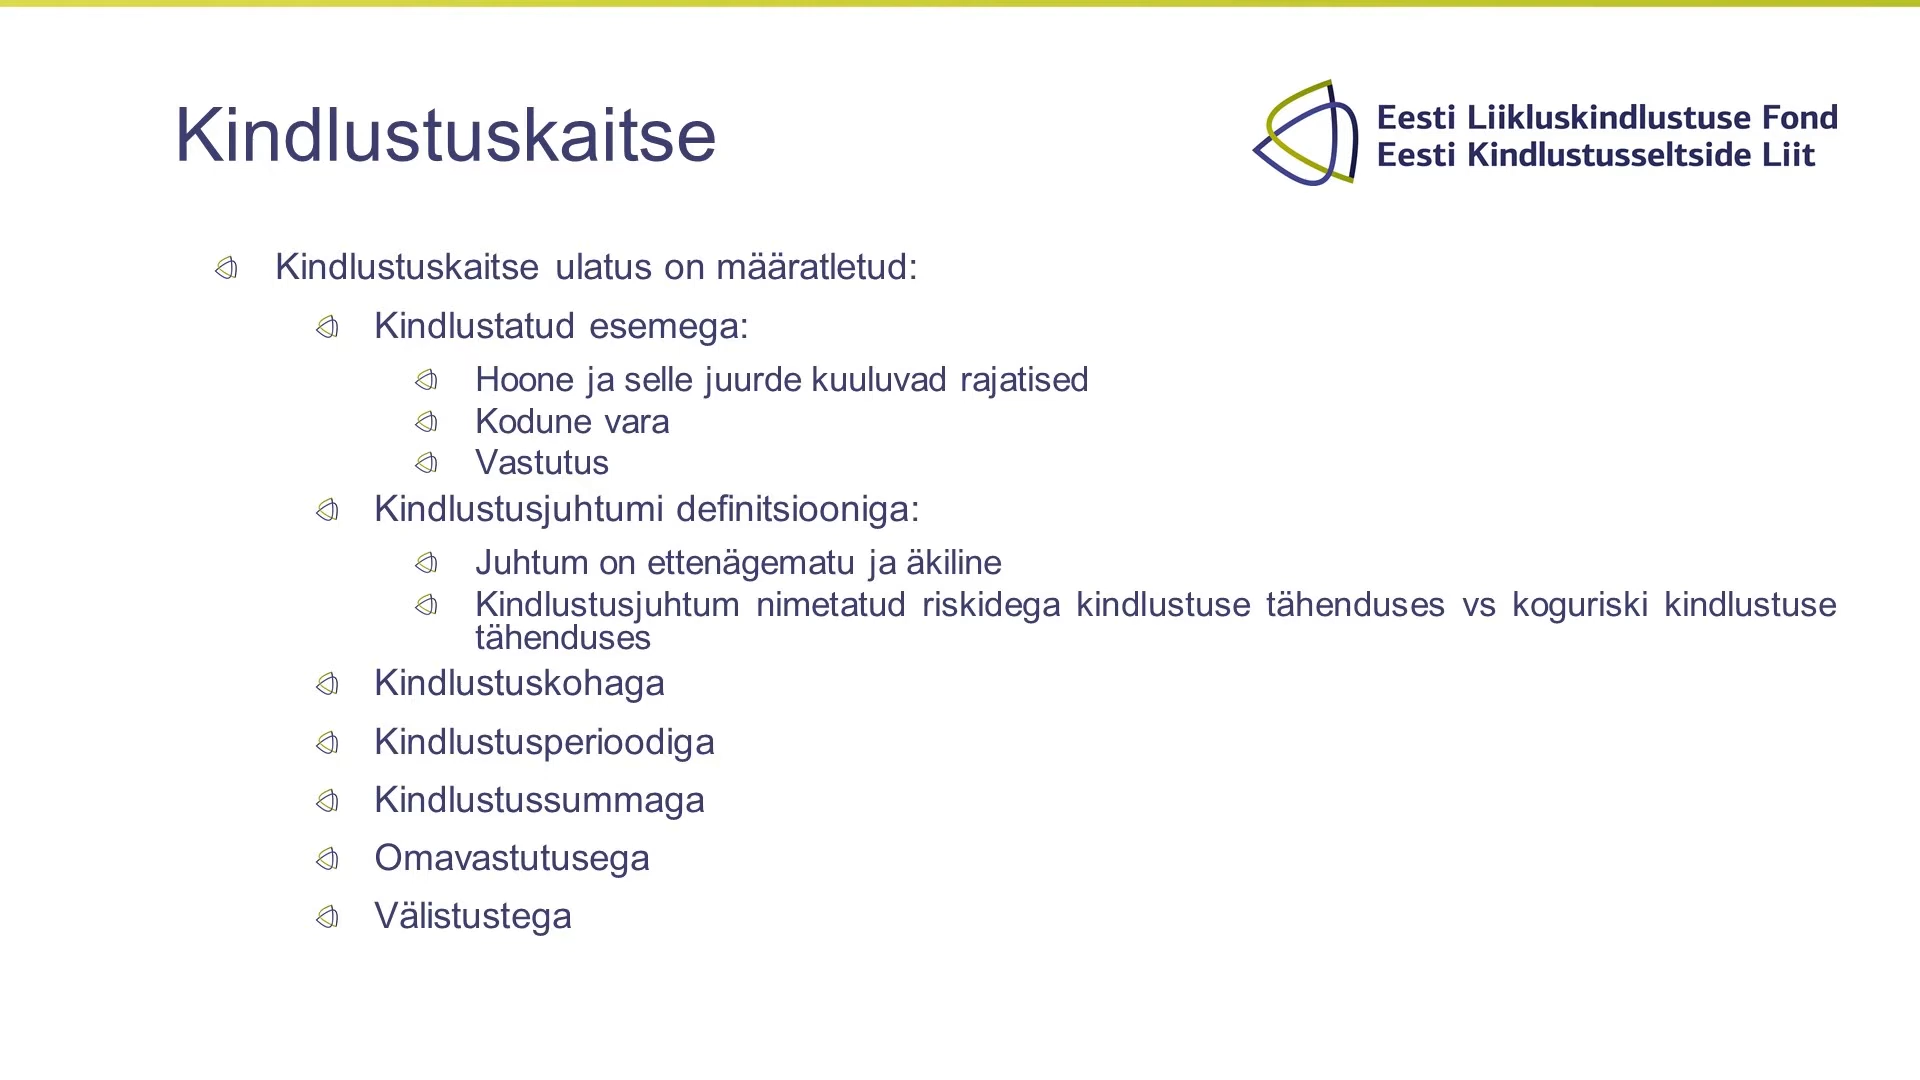 Kindlustuskaitse
Eesti Liikluskindlustuse Fond
Eesti Kindlustusseltside Liit
Kindlustuskaitse ulatus on määratletud:
Kindlustatud esemega:
Hoone ja selle juurde kuuluvad rajatised
Kodune vara
Vastutus
Kindlustusjuhtumi definitsiooniga:
Juhtum on ettenägematu ja äkiline
Kindlustusjuhtum nimetatud riskidega kindlustuse tähenduses vs koguriski kindlustuse
tähenduses
Kindlustuskohaga
Kindlustusperioodiga
Kindlustussummaga
Omavastutusega
Välistustega